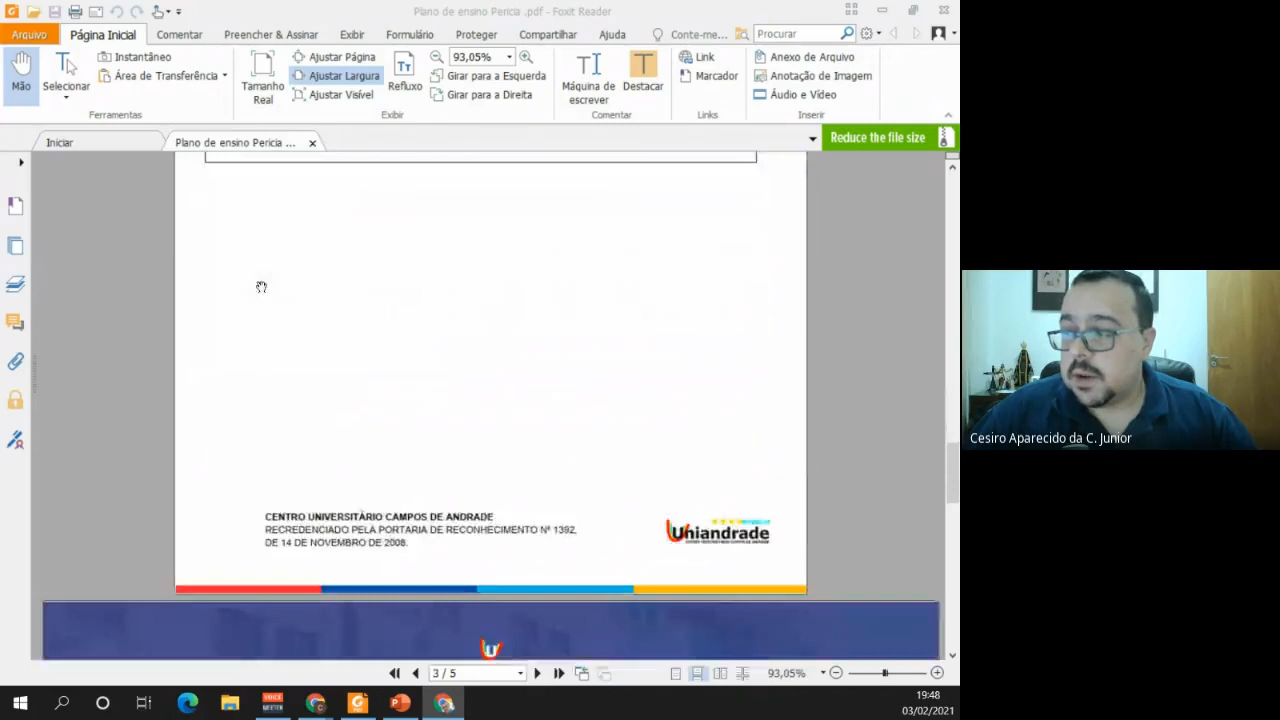 Plano de ensino Pericia .pdf - Foxit Reader
Arquivo
Página Inicial
Comentar
Preencher & Assinar
Exibir
Formulário
Proteger
Compartilhar
Ajuda
Conte-me...
Procurar
Mão
Selecionar
Instantâneo
Área de Transferência
Ferramentas
Tamanho
Real
Ajustar Página
Ajustar Largura
Ajustar Visível
Refluxo
93,05%
Girar para a Esquerda
Girar para a Direita
Exibir
Máquina de
escrever
Destacar
Comentar
Link
Marcador
Links
Anexo de Arquivo
Anotação de Imagem
Áudio e Vídeo
Inserir
Iniciar
Plano de ensino Pericia ...
Reduce the file size
CENTRO UNIVERSITÁRIO CAMPOS DE ANDRADE
RECREDENCIADO PELA PORTARIA DE RECONHECIMENTO Nº 1392,
DE 14 DE NOVEMBRO DE 2008.
Uniandrade
Cesiro Aparecido da C. Junior
3 / 5
93,05%
19:48
03/02/2021